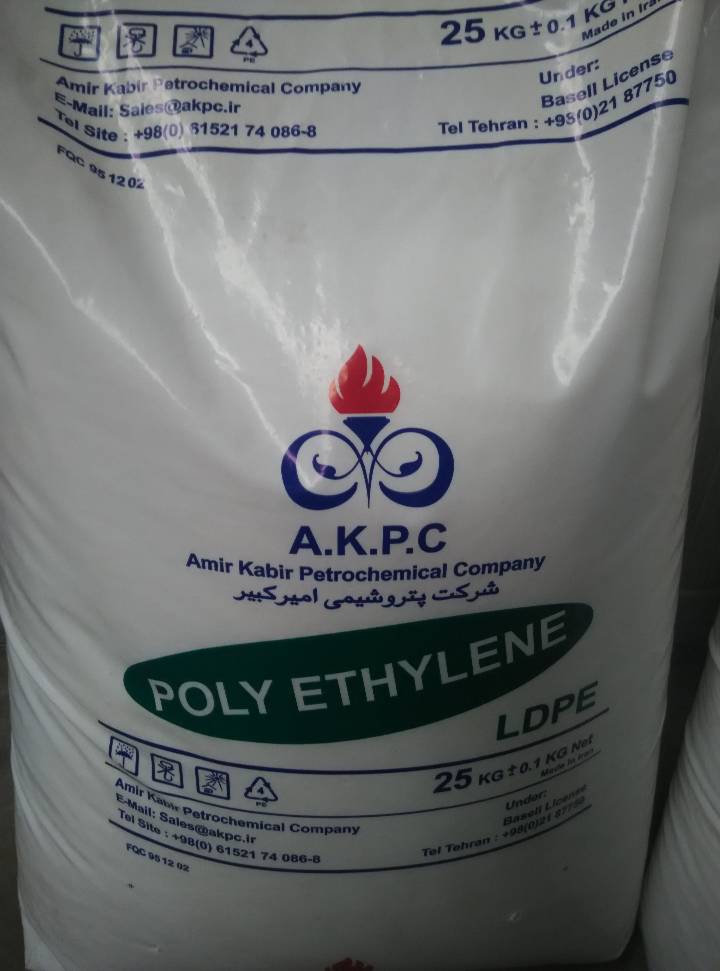 25 KG ± 0.1 KG
Made in Iran
4
PE
Amir Kabir Petrochemical Company
E-Mail: Sales@akpc.ir
Tel Site : +98(0) 61521 74 086-8
Under:
Basell License
Tel Tehran : +98(0)21 87750
FQC 95 12 02
A.K.P.C
Amir Kabir Petrochemical Company
شرکت پتروشیمی امیرکبیر
POLY ETHYLENE
LDPE
25 KG ± 0.1 KG Net
Made in Iran
4
PE
Amir Kabir Petrochemical Company
E-Mail: Sales@akpc.ir
Tel Site : +98(0) 61521 74 086-8
Under:
Basell License
Tel Tehran : +98(0)21 87750
FQC 95 12 02